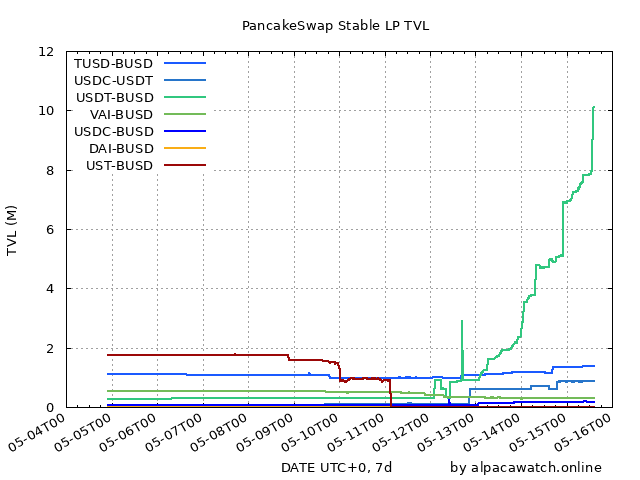 PancakeSwap Stable LP TVL
12
10
8
6
4
2
0
TVL (M)
TUSD-BUSD
USDC-USDT
USDT-BUSD
VAI-BUSD
USDC-BUSD
DAI-BUSD
UST-BUSD
05-04T00
05-05T00
05-06T00
05-07T00
05-08T00
05-09T00
05-10T00
05-11T00
05-12T00
05-13T00
05-14T00
05-15T00
05-16T00
DATE UTC+0, 7d
by alpacawatch.online